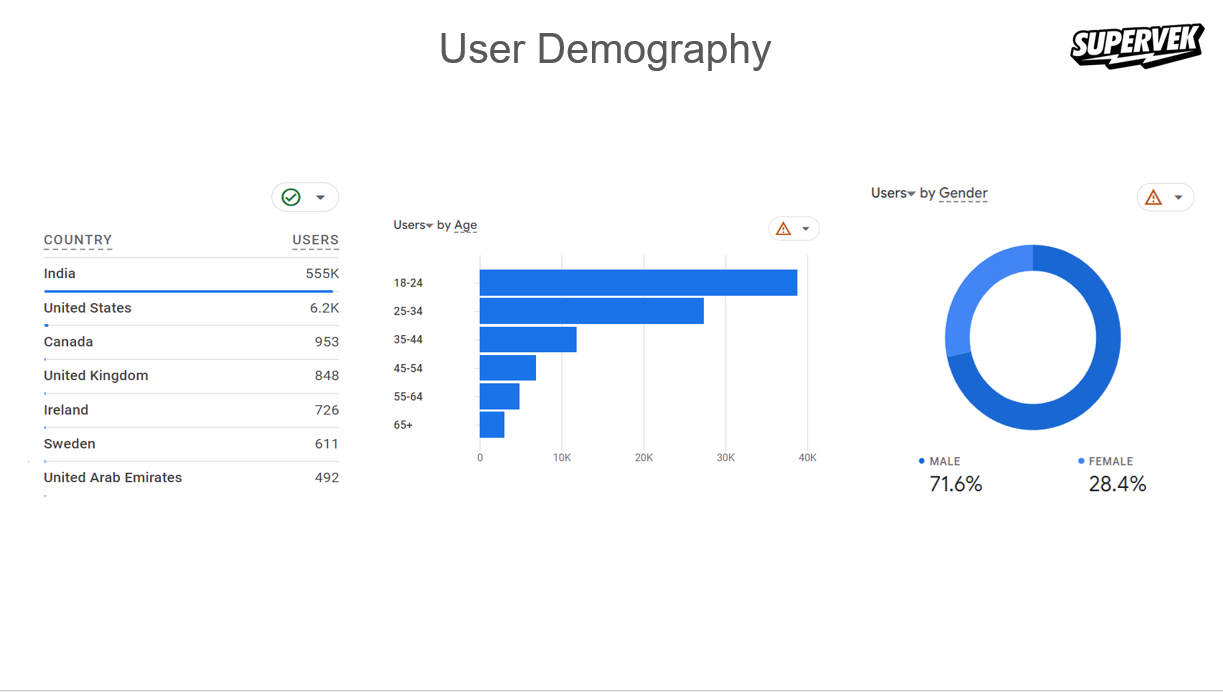 User Demography
SUPERVEK
COUNTRY USERS
India 555K
United States 6.2K
Canada 953
United Kingdom 848
Ireland 726
Sweden 611
United Arab Emirates 492
Users by Age
18-24
25-34
35-44
45-54
55-64
65+
0 10K 20K 30K 40K
Users by Gender
MALE FEMALE
71.6% 28.4%